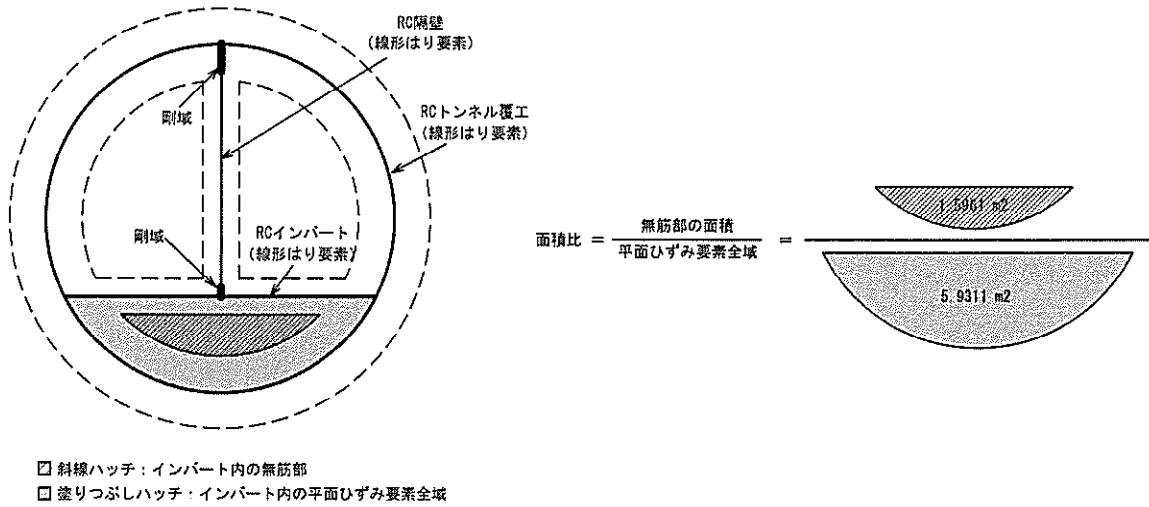 RC隔壁
(線形はり要素)
剛域
RCトンネル覆工
(線形はり要素)
剛域
RCインバート
(線形はり要素)
面積比 = 無筋部の面積
平面ひずみ要素全域
=
1.5961 m2
5.9311 m2
斜線ハッチ:インバート内の無筋部
塗りつぶしハッチ:インバート内の平面ひずみ要素全域